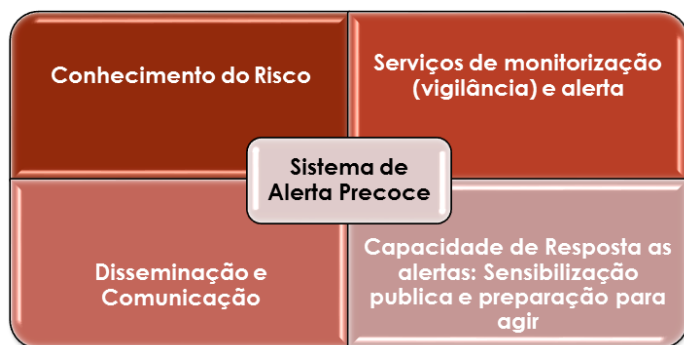 Conhecimento do Risco
Serviços de monitorização
(vigilância) e alerta
Sistema de
Alerta Precoce
Disseminação e
Comunicação
Capacidade de Resposta as
alertas: Sensibilização
publica e preparação para
agir